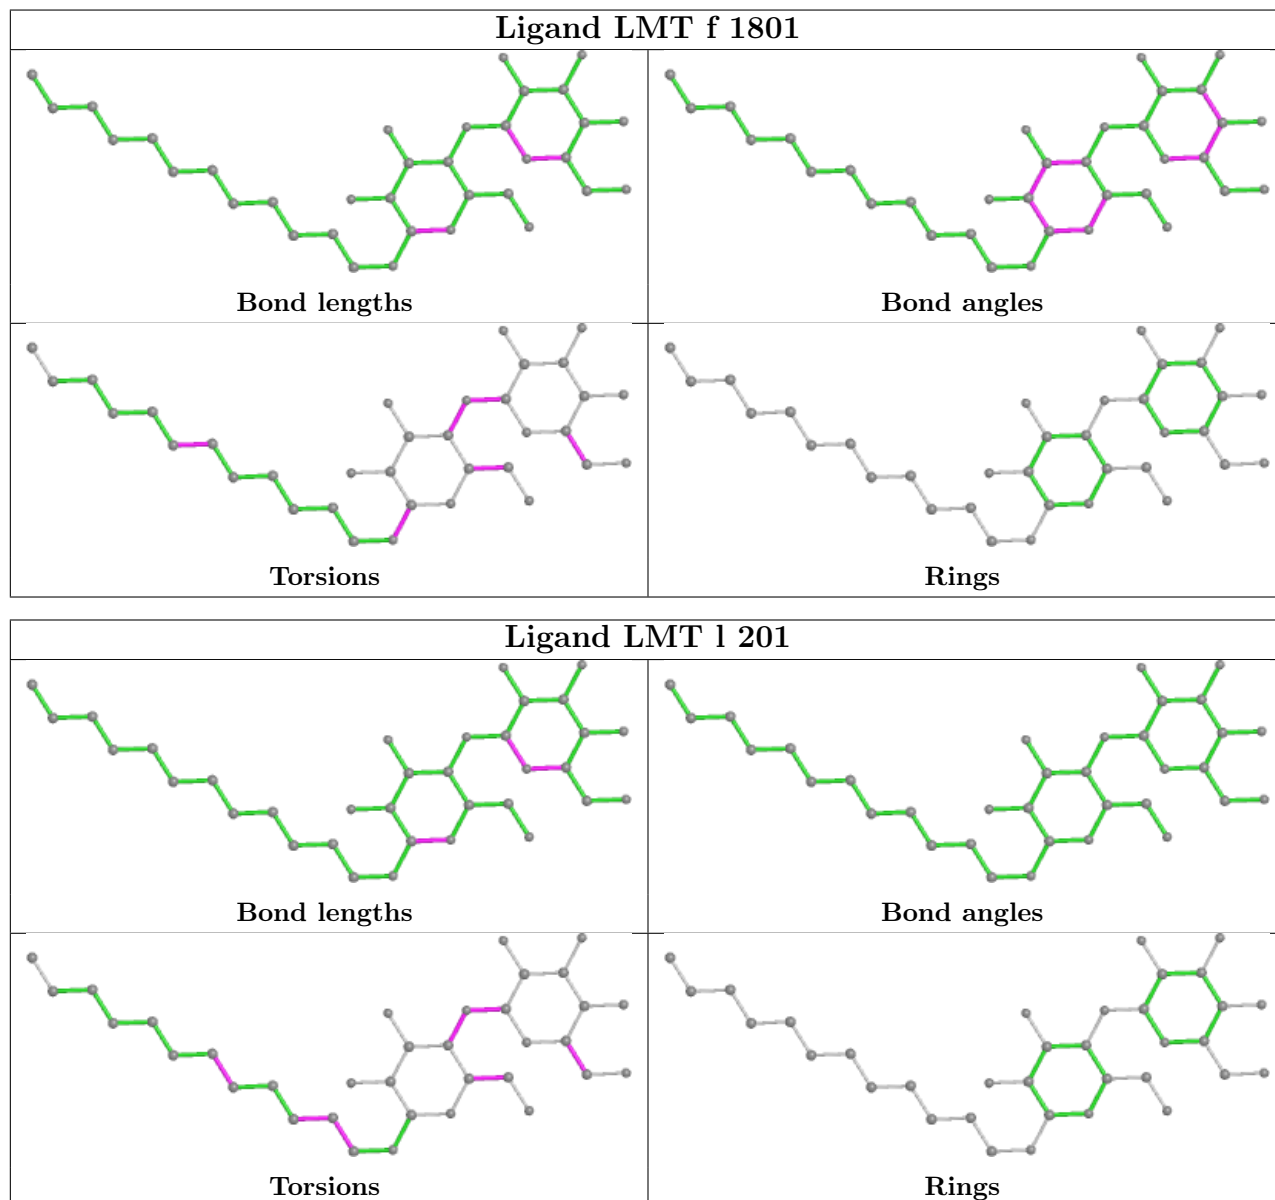 Ligand LMT f 1801
Bond lengths
Bond angles
Torsions
Rings
Ligand LMT l 201
Bond lengths
Bond angles
Torsions
Rings